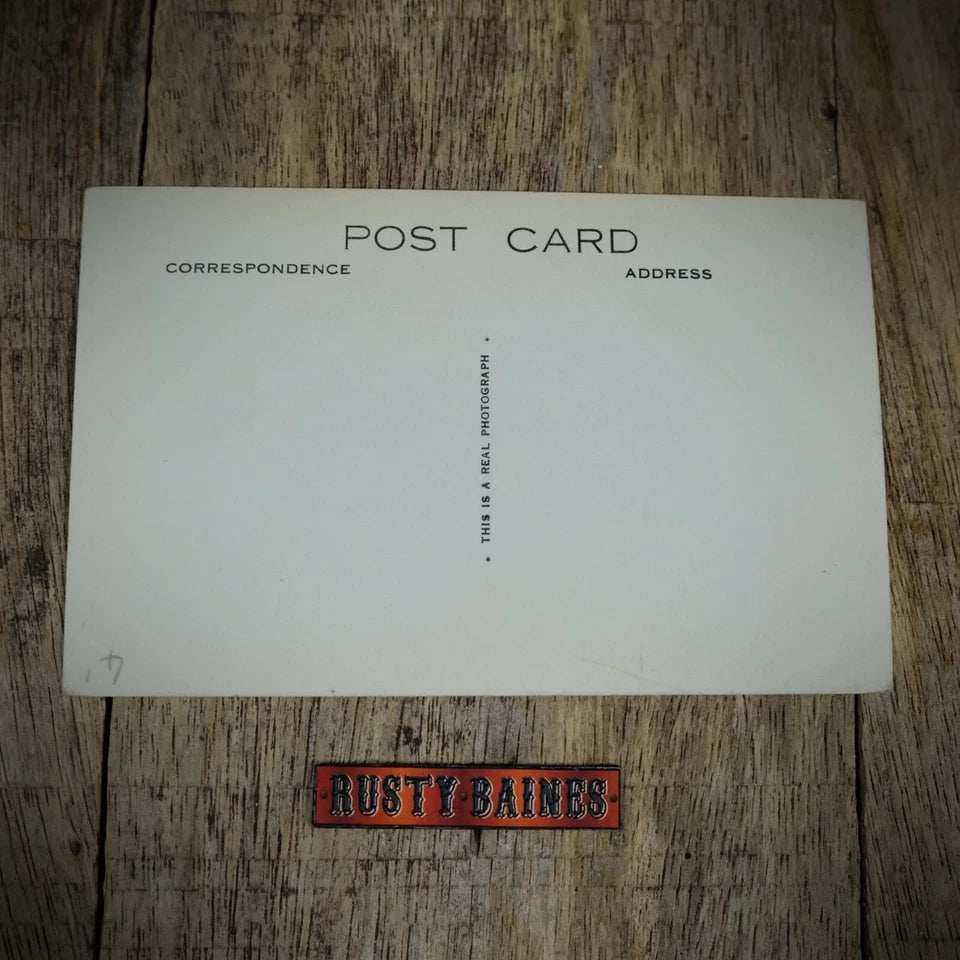 POST CARD
CORRESPONDENCE
ADDRESS
THIS IS A REAL PHOTOGRAPH
RUSTY BAINES